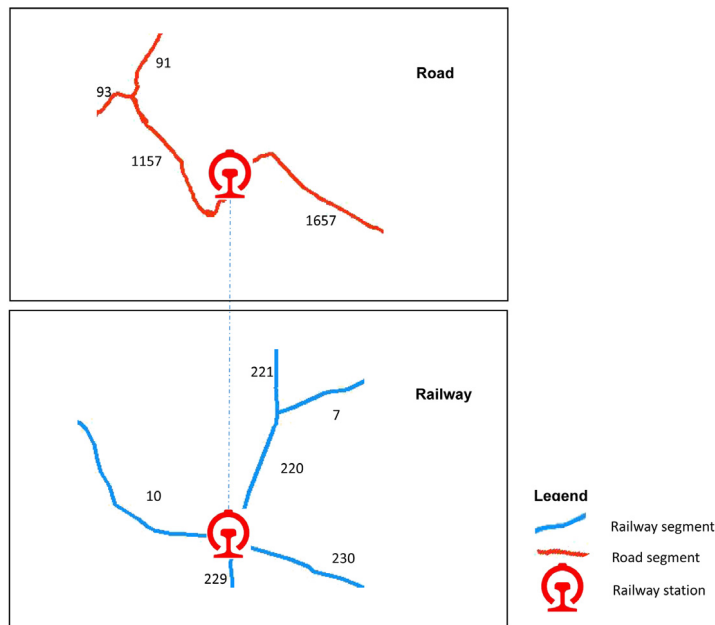 91
Road
93
1157
1657
221
Railway
7
220
10
230
229
Legend
Railway segment
Road segment
Railway station